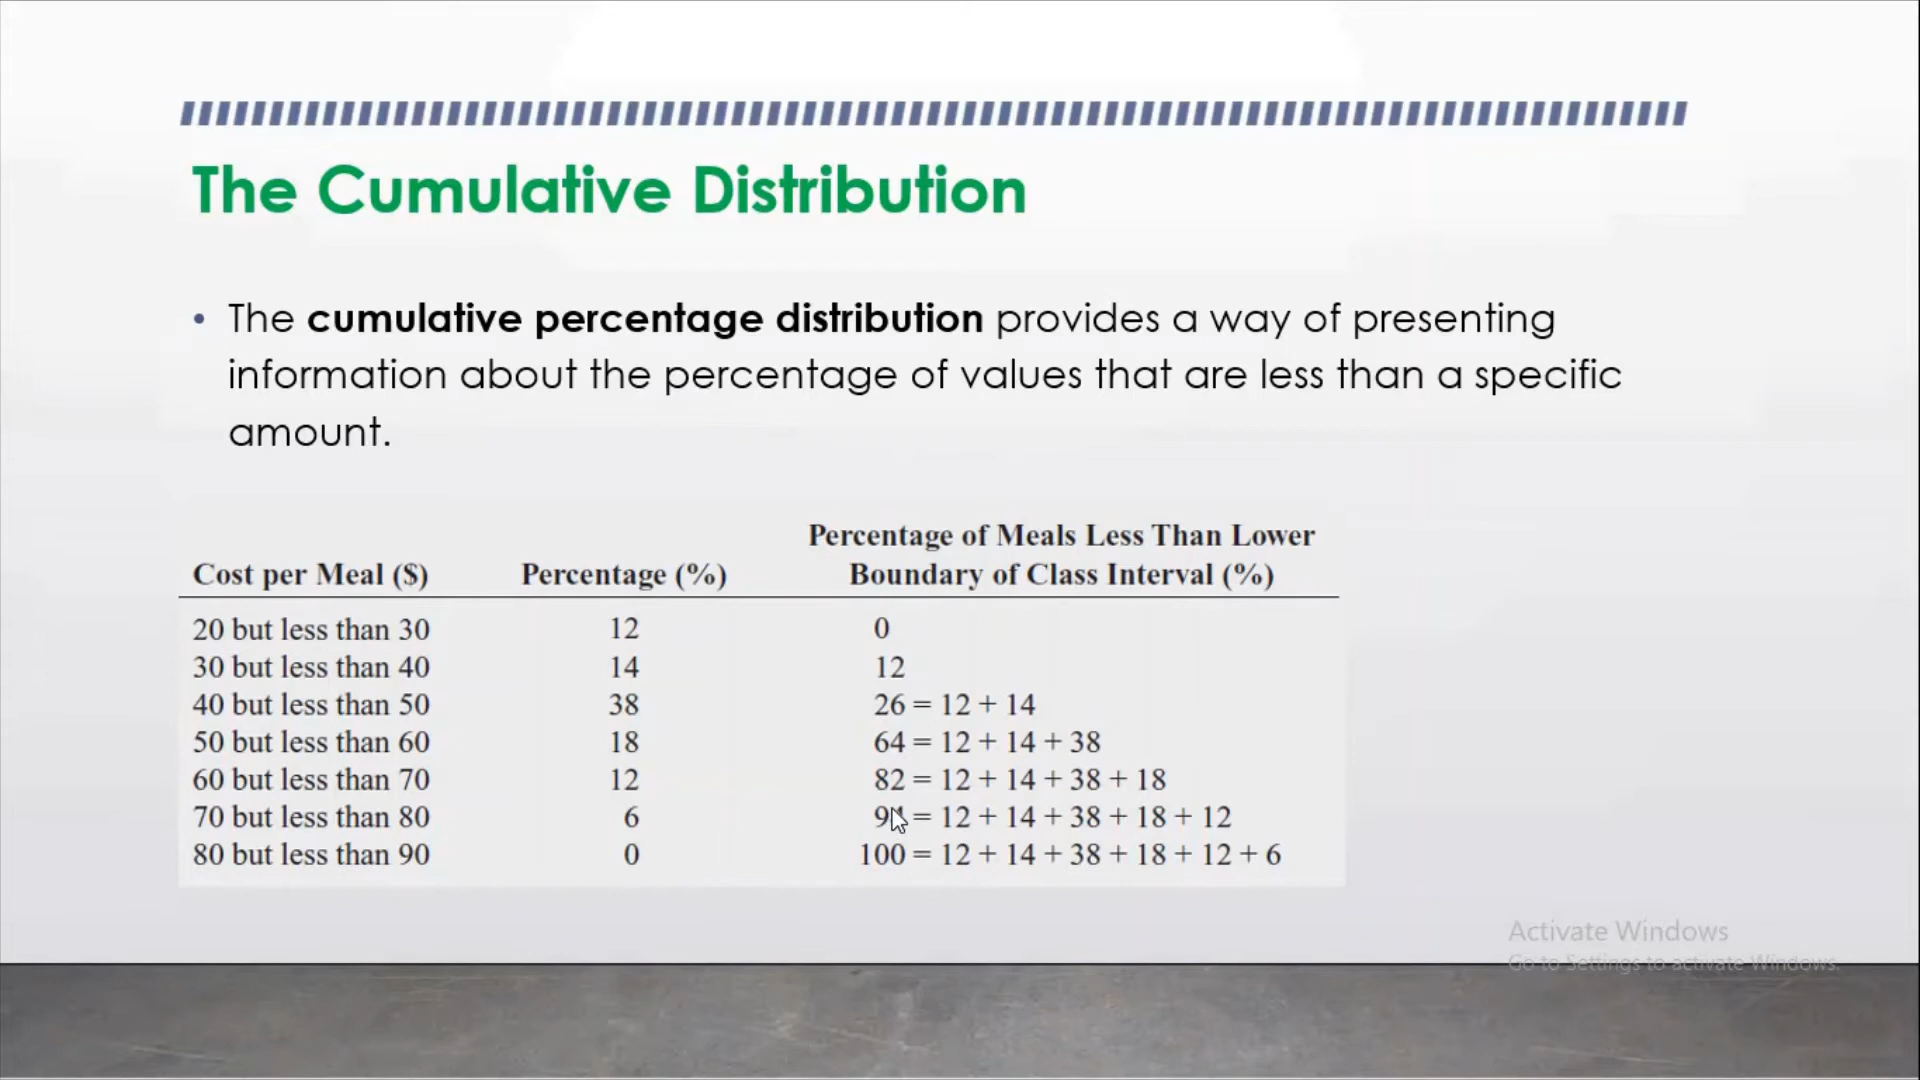 The Cumulative Distribution
• The cumulative percentage distribution provides a way of presenting
information about the percentage of values that are less than a specific
amount.
Percentage of Meals Less Than Lower
Cost per Meal ($) Percentage (%) Boundary of Class Interval (%)
20 but less than 30 12 0
30 but less than 40 14 12
40 but less than 50 38 26 = 12 + 14
50 but less than 60 18 64 = 12 + 14 + 38
60 but less than 70 12 82 = 12 + 14 + 38 + 18
70 but less than 80 6 94 = 12 + 14 + 38 + 18 + 12
80 but less than 90 0 100 = 12 + 14 + 38 + 18 + 12 + 6
Activate Windows
Go to Settings to activate Windows.